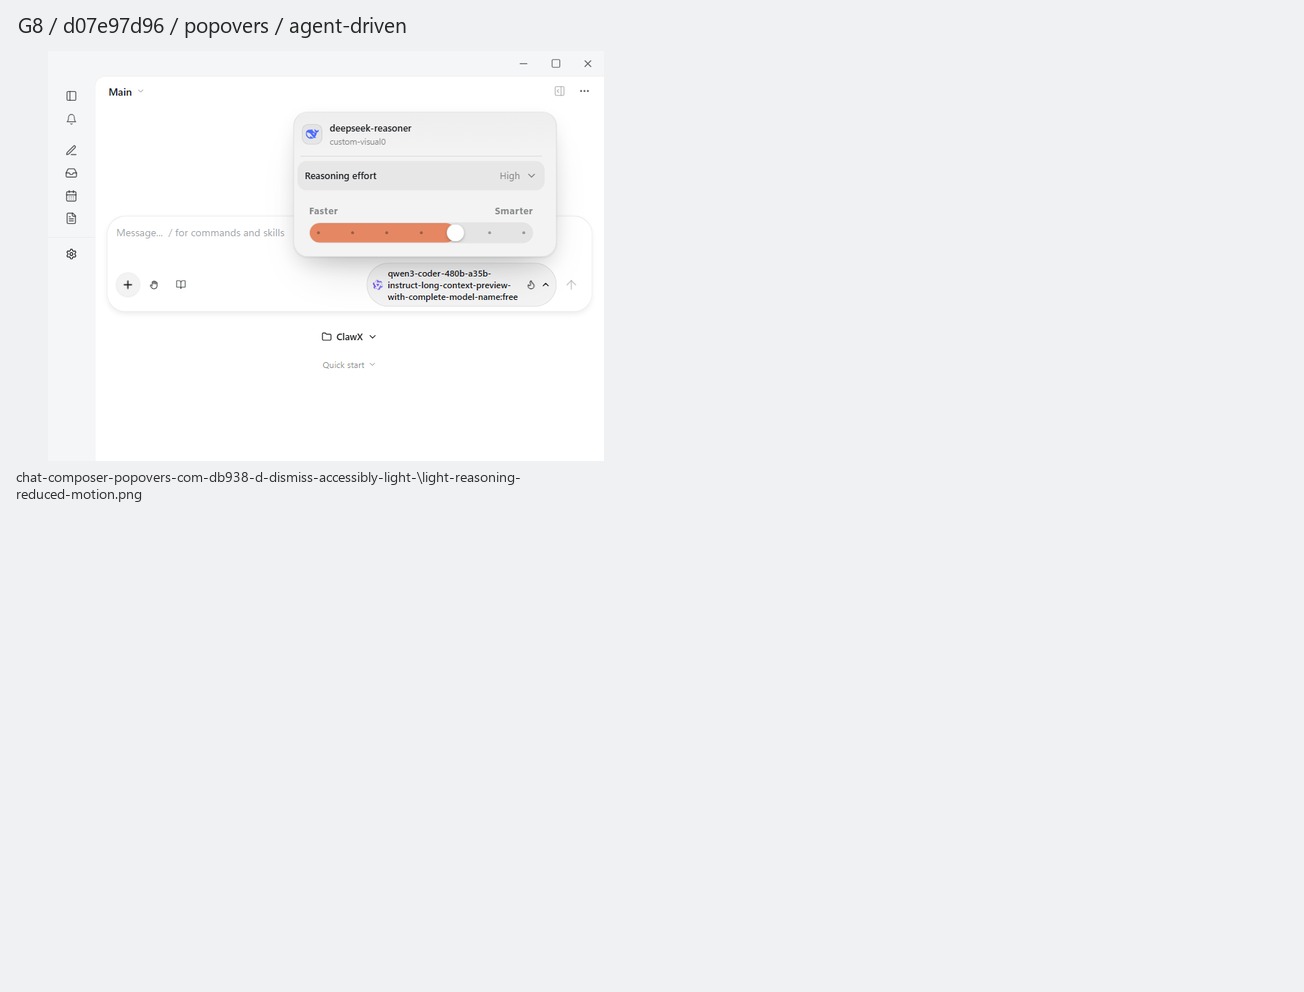 G8 / d07e97d96 / popovers / agent-driven
Main
deepseek-reasoner
custom-visual0
Reasoning effort High
Faster Smarter
Message... / for commands and skills
qwen3-coder-480b-a35b-
instruct-long-context-preview-
with-complete-model-name:free
ClawX
Quick start
chat-composer-popovers-com-db938-d-dismiss-accessibly-light-\light-reasoning-
reduced-motion.png